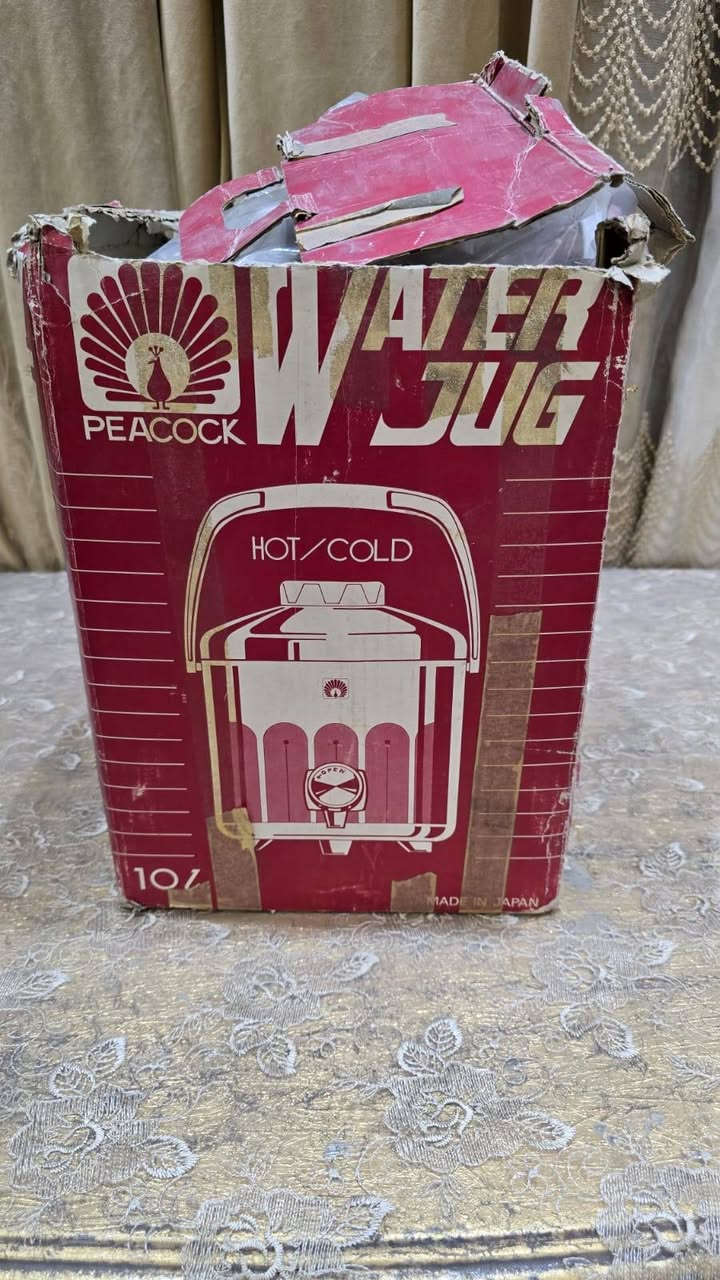 WATER
JUG
PEACOCK
HOT/COLD
OPEN
10l
MADE IN JAPAN